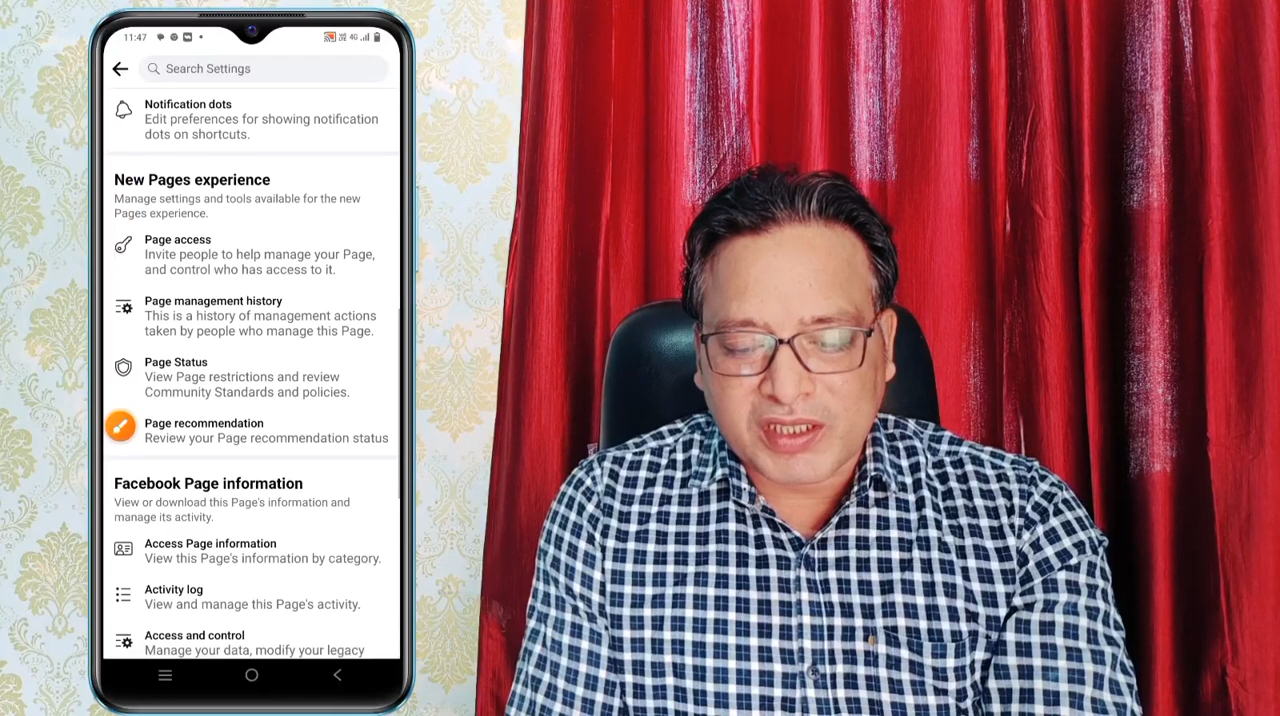 11:47
4G
Search Settings
Notification dots
Edit preferences for showing notification
dots on shortcuts.
New Pages experience
Manage settings and tools available for the new
Pages experience.
Page access
Invite people to help manage your Page,
and control who has access to it.
Page management history
This is a history of management actions
taken by people who manage this Page.
Page Status
View Page restrictions and review
Community Standards and policies.
Page recommendation
Review your Page recommendation status
Facebook Page information
View or download this Page's information and
manage its activity.
Access Page information
View this Page's information by category.
Activity log
View and manage this Page's activity.
Access and control
Manage your data, modify your legacy